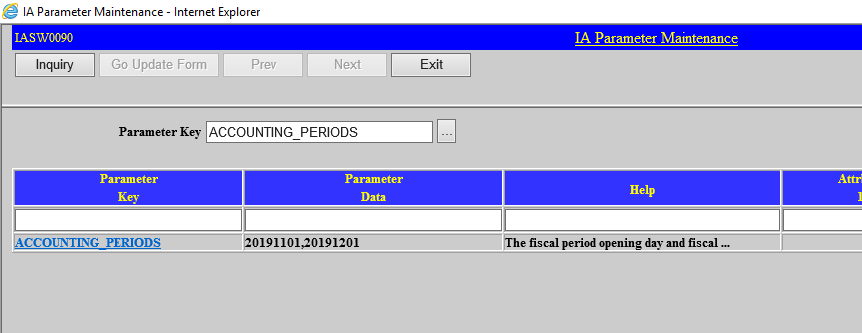 IA Parameter Maintenance - Internet Explorer
IASW0090 IA Parameter Maintenance
Inquiry Go Update Form Prev Next Exit
Parameter Key ACCOUNTING_PERIODS ...
Parameter Key Parameter Data Help
ACCOUNTING_PERIODS 20191101,20191201 The fiscal period opening day and fiscal ...